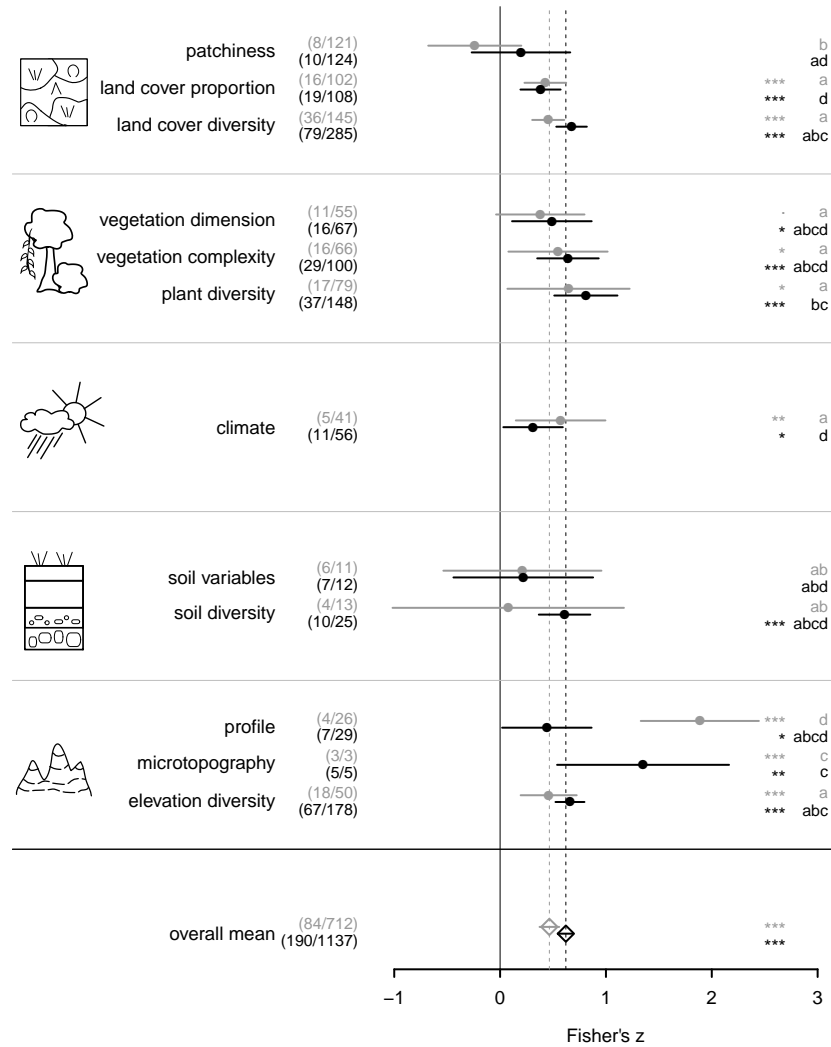 patchiness (8/121) b
(10/124) ad
land cover proportion (16/102) *** a
(19/108) *** d
land cover diversity (36/145) *** a
(79/285) *** abc
vegetation dimension (11/55) . a
(16/67) * abcd
vegetation complexity (16/66) * a
(29/100) *** abcd
plant diversity (17/79) * a
(37/148) *** bc
climate (5/41) ** a
(11/56) * d
soil variables (6/11) ab
(7/12) abd
soil diversity (4/13) ab
(10/25) *** abcd
profile (4/26) *** d
(7/29) * abcd
microtopography (3/3) *** c
(5/5) ** c
elevation diversity (18/50) *** a
(67/178) *** abc
overall mean (84/712) ***
(190/1137) ***
−1 0 1 2 3
Fisher's z